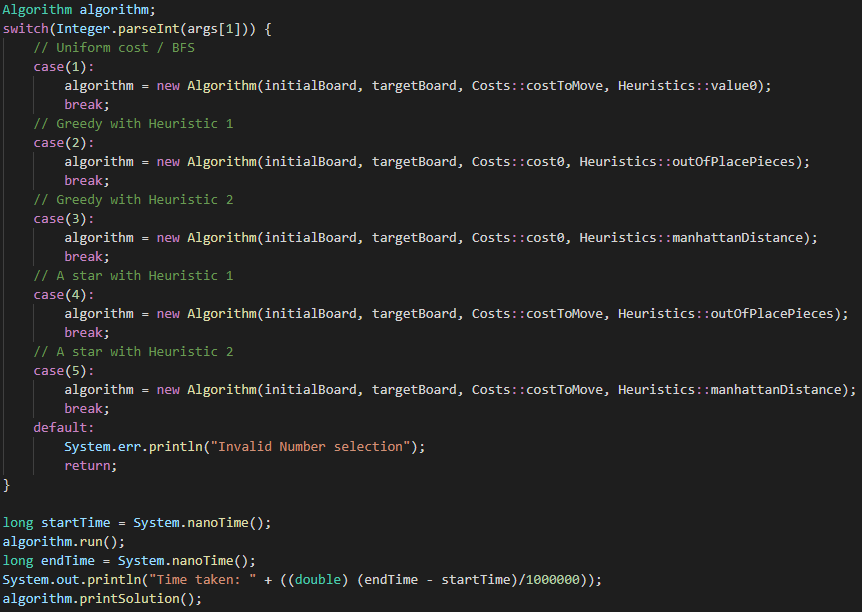 Algorithm algorithm;
switch(Integer.parseInt(args[1])) {
    // Uniform cost / BFS
    case(1):
        algorithm = new Algorithm(initialBoard, targetBoard, Costs::costToMove, Heuristics::value0);
        break;
    // Greedy with Heuristic 1
    case(2):
        algorithm = new Algorithm(initialBoard, targetBoard, Costs::cost0, Heuristics::outOfPlacePieces);
        break;
    // Greedy with Heuristic 2
    case(3):
        algorithm = new Algorithm(initialBoard, targetBoard, Costs::cost0, Heuristics::manhattanDistance);
        break;
    // A star with Heuristic 1
    case(4):
        algorithm = new Algorithm(initialBoard, targetBoard, Costs::costToMove, Heuristics::outOfPlacePieces);
        break;
    // A star with Heuristic 2
    case(5):
        algorithm = new Algorithm(initialBoard, targetBoard, Costs::costToMove, Heuristics::manhattanDistance);
        break;
    default:
        System.err.println("Invalid Number selection");
        return;
}

long startTime = System.nanoTime();
algorithm.run();
long endTime = System.nanoTime();
System.out.println("Time taken: " + ((double) (endTime - startTime)/1000000));
algorithm.printSolution();